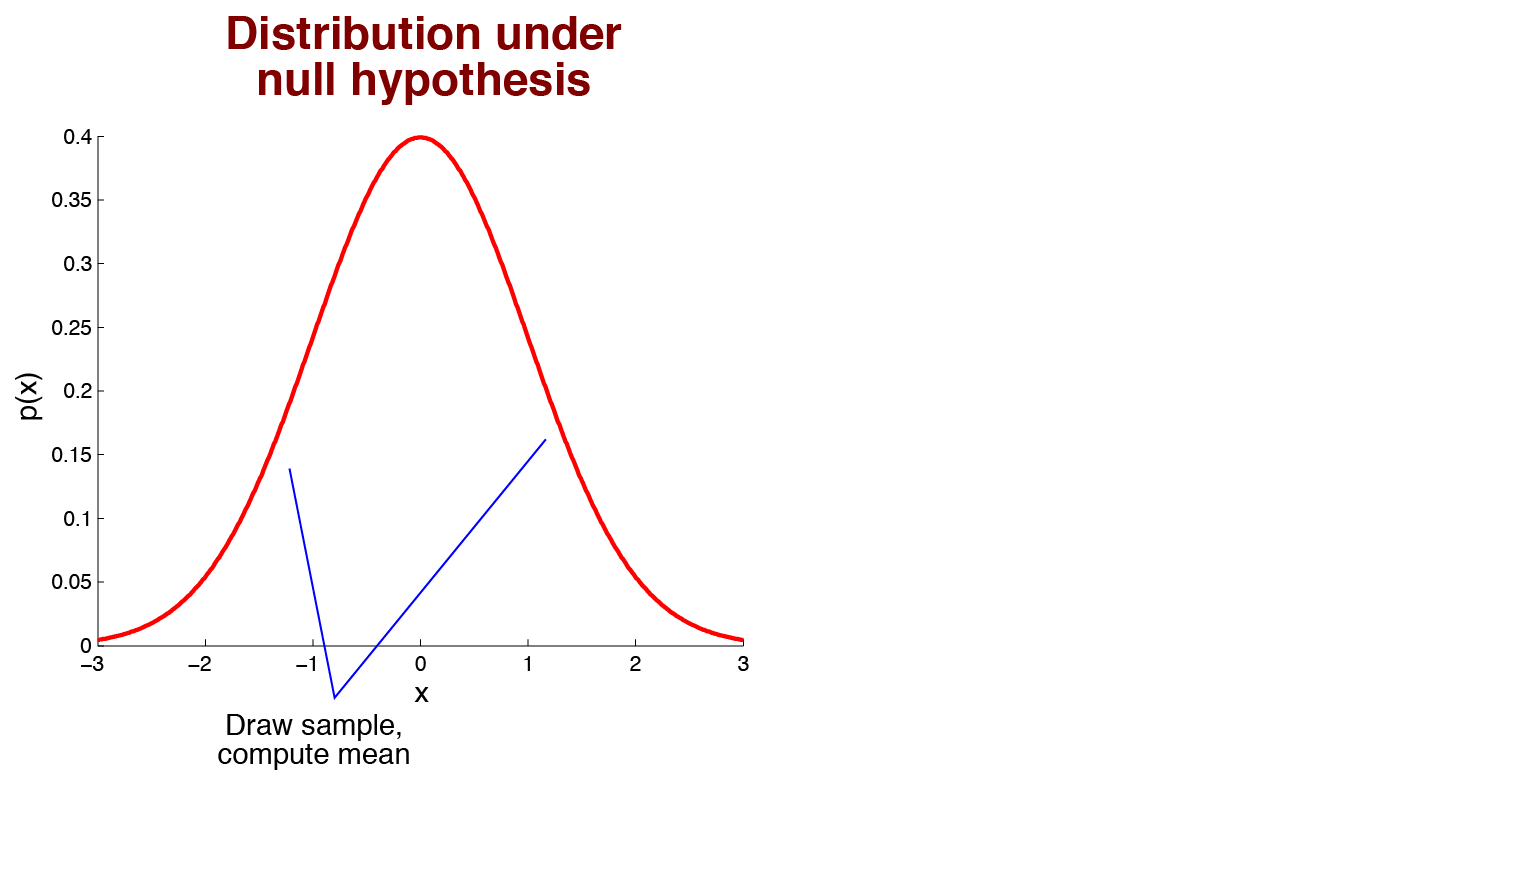 Distribution under
null hypothesis
0.4
0.35
0.3
0.25
0.2
0.15
0.1
0.05
0
p(x)
−3 −2 −1 0 1 2 3
x
Draw sample,
compute mean